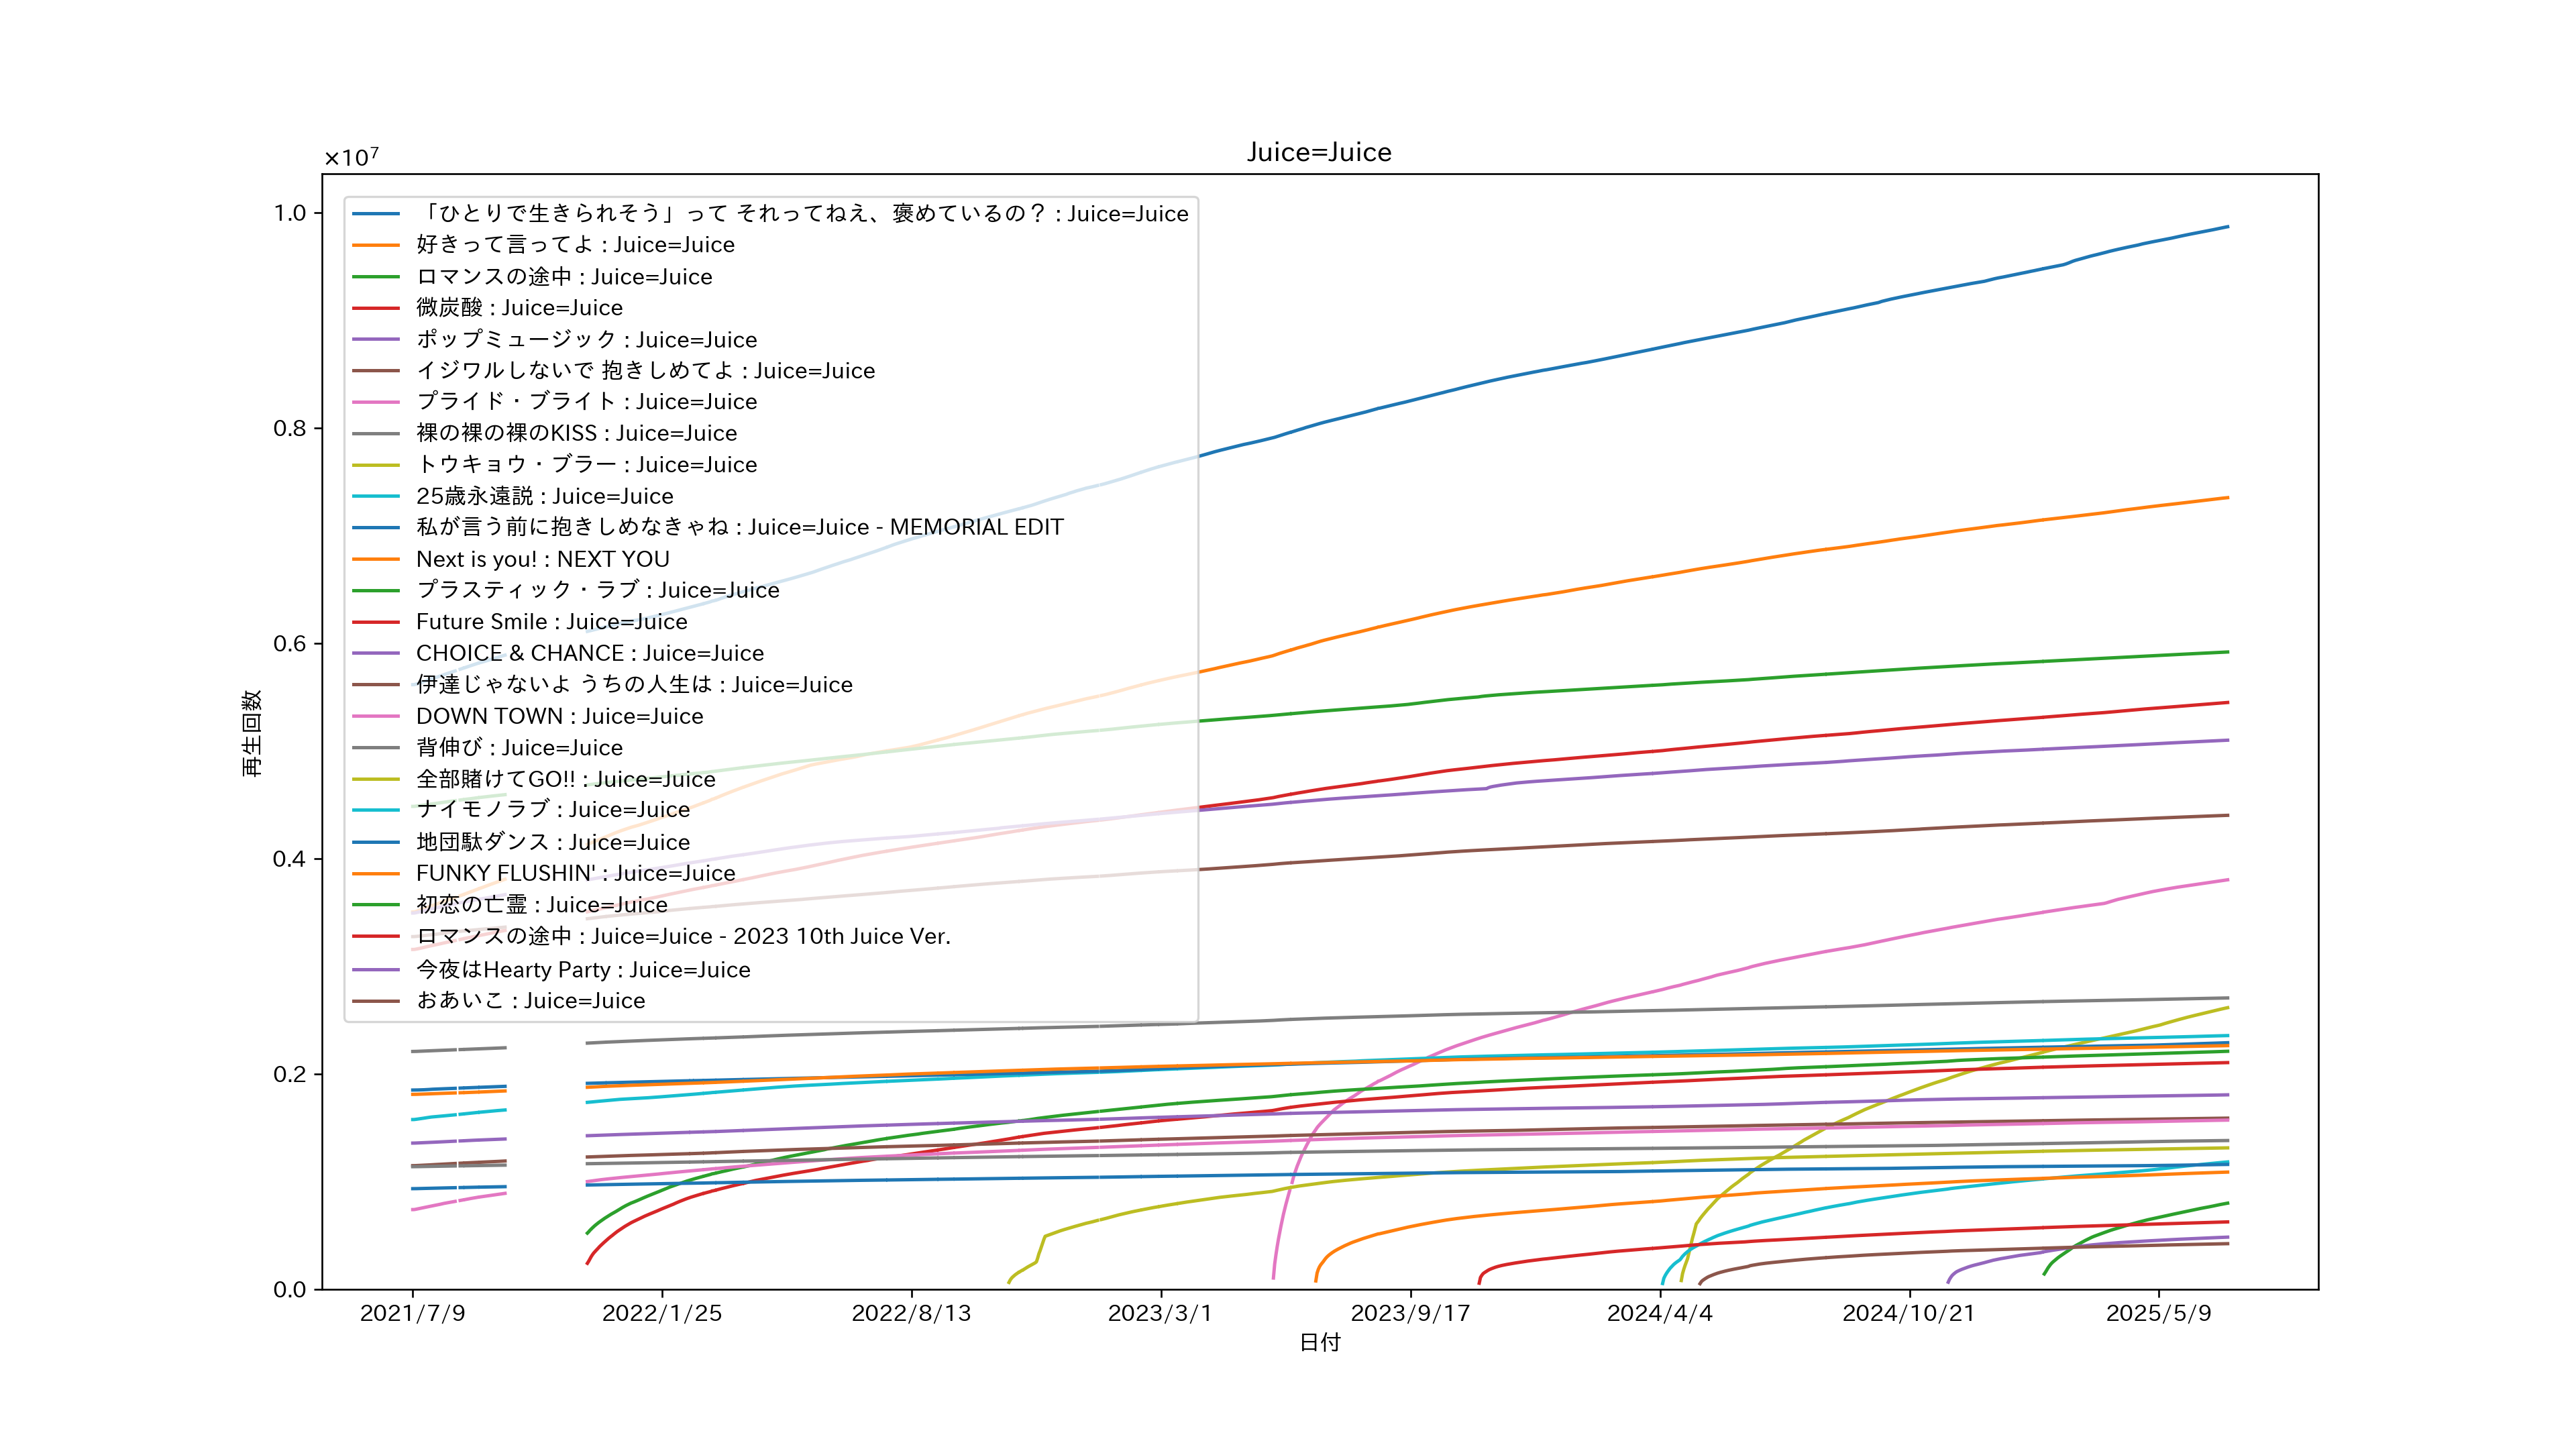 Juice=Juice
×10⁷
1.0
0.8
0.6
0.4
0.2
0.0
再生回数
「ひとりで生きられそう」って それってねえ、褒めているの？ : Juice=Juice
好きって言ってよ : Juice=Juice
ロマンスの途中 : Juice=Juice
微炭酸 : Juice=Juice
ポップミュージック : Juice=Juice
イジワルしないで 抱きしめてよ : Juice=Juice
プライド・ブライト : Juice=Juice
裸の裸の裸のKISS : Juice=Juice
トウキョウ・ブラー : Juice=Juice
25歳永遠説 : Juice=Juice
私が言う前に抱きしめなきゃね : Juice=Juice - MEMORIAL EDIT
Next is you! : NEXT YOU
プラスティック・ラブ : Juice=Juice
Future Smile : Juice=Juice
CHOICE & CHANCE : Juice=Juice
伊達じゃないよ うちの人生は : Juice=Juice
DOWN TOWN : Juice=Juice
背伸び : Juice=Juice
全部賭けてGO!! : Juice=Juice
ナイモノラブ : Juice=Juice
地団駄ダンス : Juice=Juice
FUNKY FLUSHIN' : Juice=Juice
初恋の亡霊 : Juice=Juice
ロマンスの途中 : Juice=Juice - 2023 10th Juice Ver.
今夜はHearty Party : Juice=Juice
おあいこ : Juice=Juice
2021/7/9 2022/1/25 2022/8/13 2023/3/1 2023/9/17 2024/4/4 2024/10/21 2025/5/9
日付